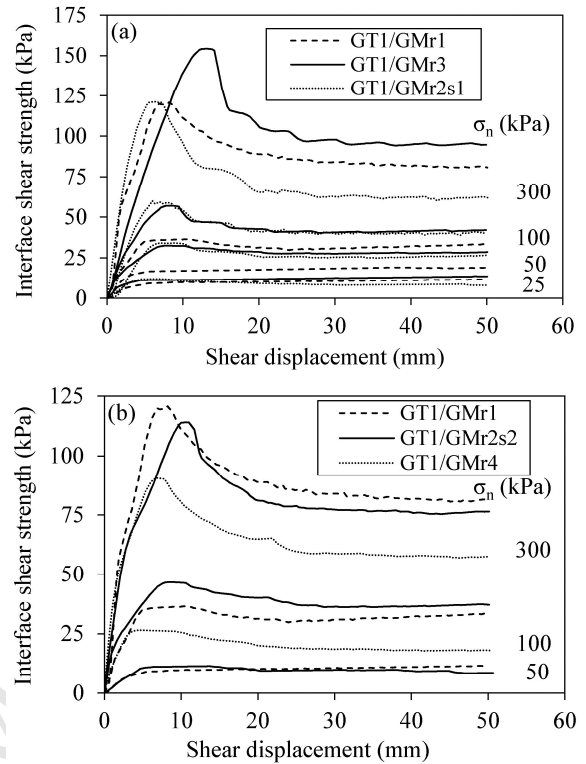 (a)
GT1/GMr1
GT1/GMr3
GT1/GMr2s1
σn (kPa)
300
100
50
25
175
150
125
100
75
50
25
0
0 10 20 30 40 50 60
Interface shear strength (kPa)
Shear displacement (mm)
(b)
GT1/GMr1
GT1/GMr2s2
GT1/GMr4
σn (kPa)
300
100
50
125
100
75
50
25
0
0 10 20 30 40 50 60
Interface shear strength (kPa)
Shear displacement (mm)